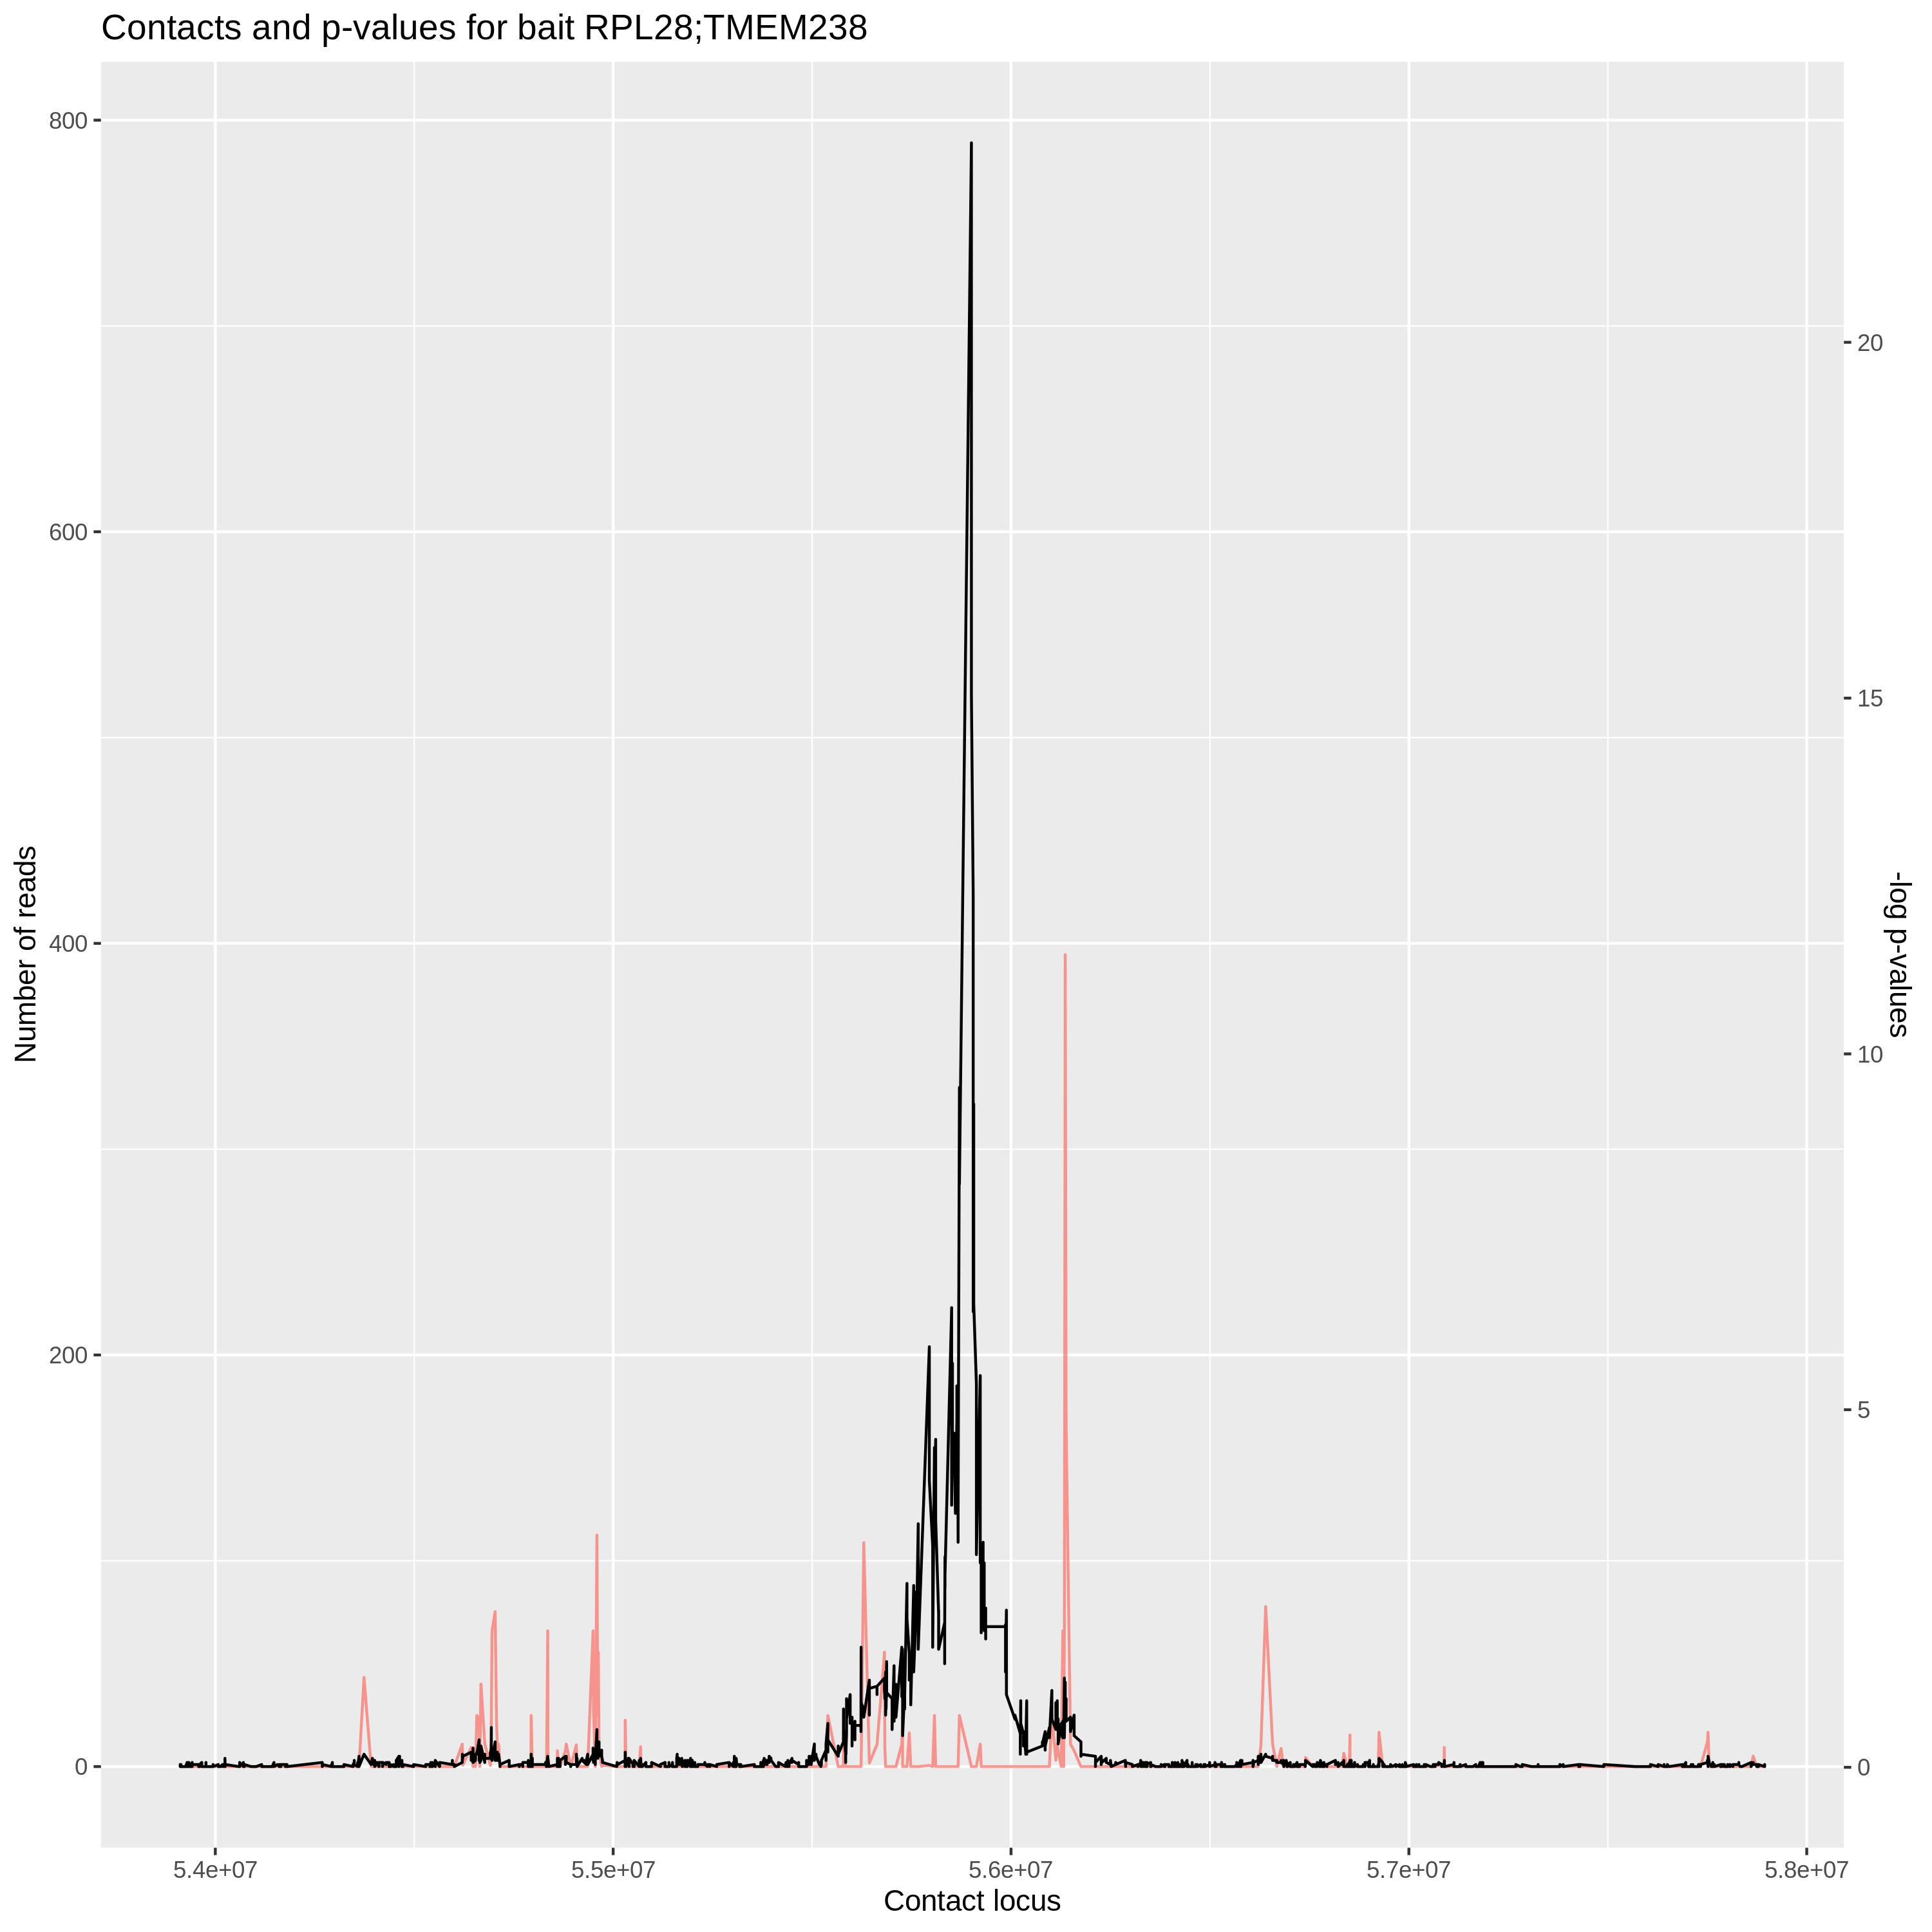 Contacts and p-values for bait RPL28;TMEM238
800
600
400
200
0
Number of reads
20
15
10
5
0
-log p-values
5.4e+07
5.5e+07
5.6e+07
5.7e+07
5.8e+07
Contact locus